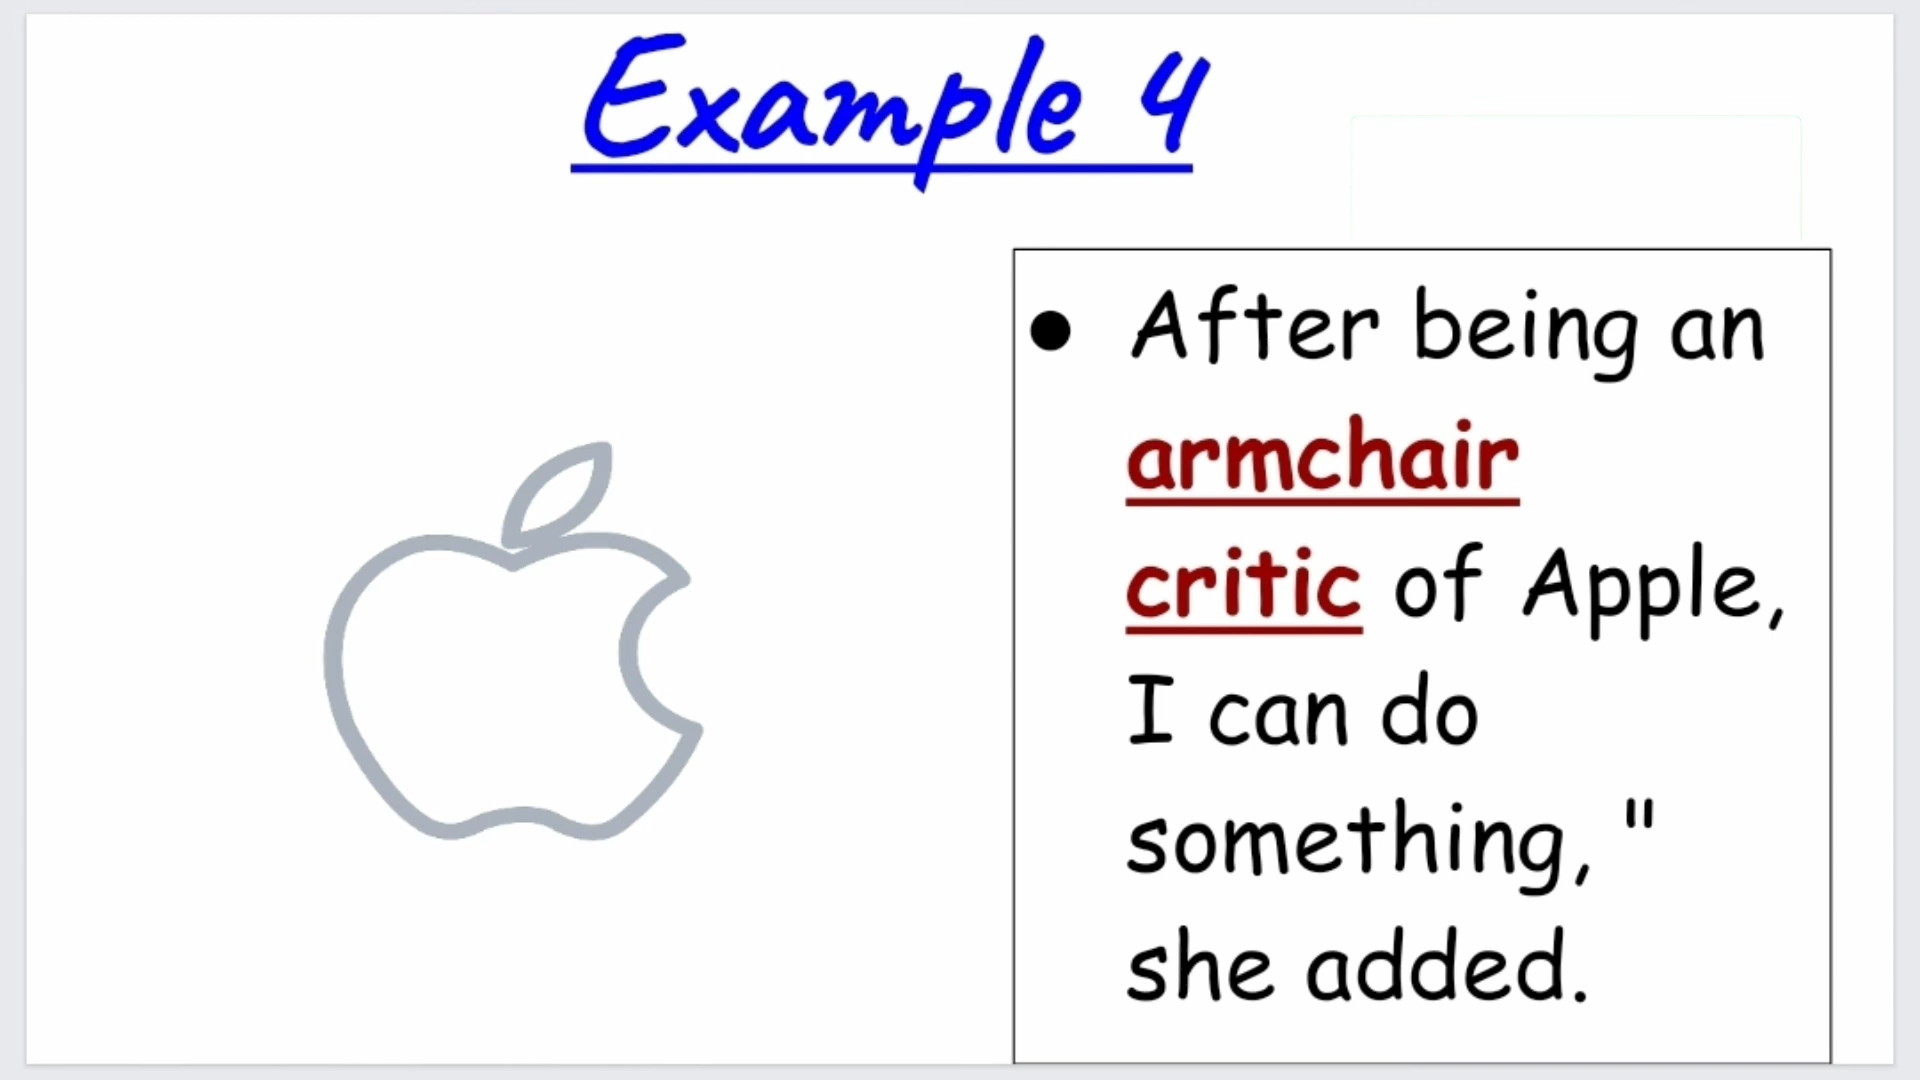 Example 4
● After being an
armchair
critic of Apple,
I can do
something, "
she added.